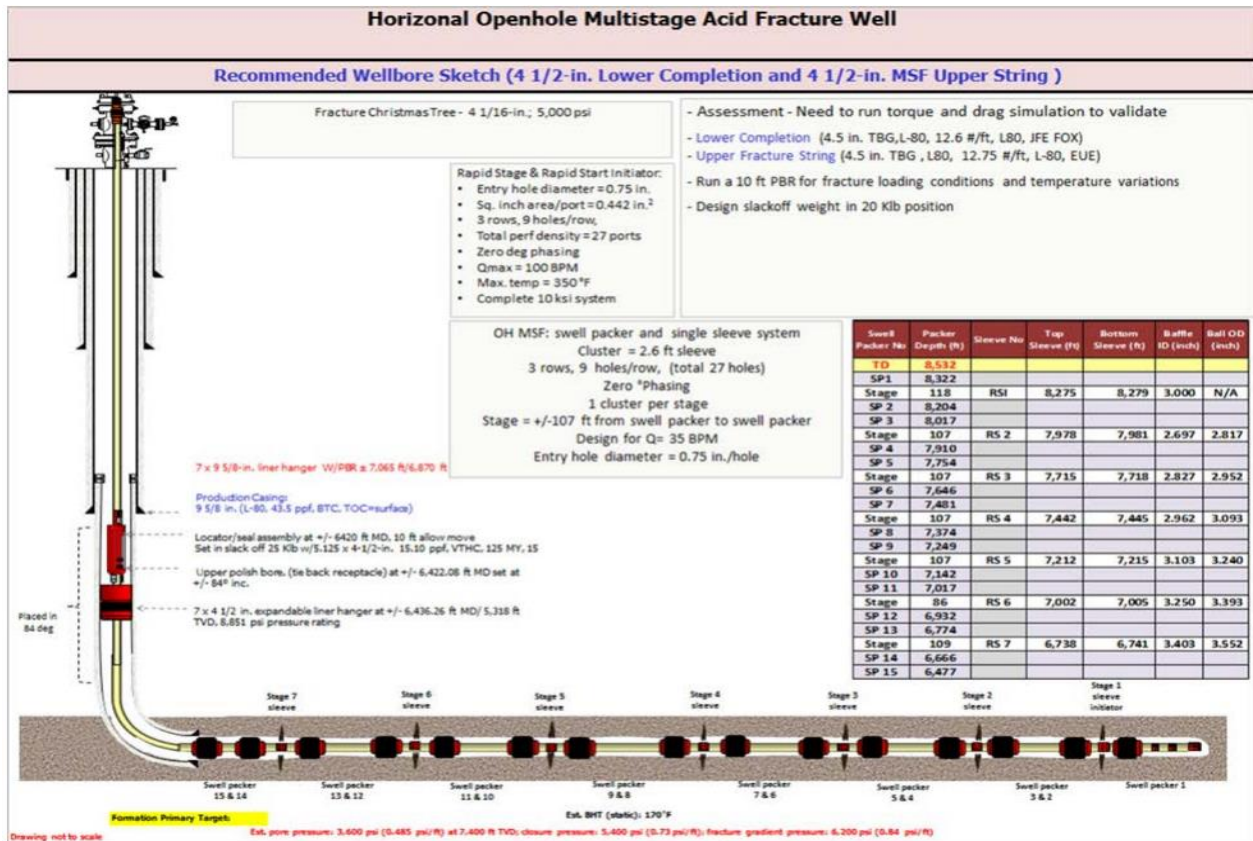 Horizonal Openhole Multistage Acid Fracture Well
Recommended Wellbore Sketch (4 1/2-in. Lower Completion and 4 1/2-in. MSF Upper String )
Fracture Christmas Tree - 4 1/16-in.; 5,000 psi
- Assessment - Need to run torque and drag simulation to validate
- Lower Completion (4.5 in. TBG,L-80, 12.6 #/ft, L80, JFE FOX)
- Upper Fracture String (4.5 in. TBG , L80, 12.75 #/ft, L-80, EUE)
- Run a 10 ft PBR for fracture loading conditions and temperature variations
- Design slackoff weight in 20 Klb position
Rapid Stage & Rapid Start Initiator:
• Entry hole diameter = 0.75 in.
• Sq. inch area/port = 0.442 in.2
• 3 rows, 9 holes/row,
• Total perf density = 27 ports
• Zero deg phasing
• Qmax = 100 BPM
• Max. temp = 350 °F
• Complete 10 ksi system
OH MSF: swell packer and single sleeve system
Cluster = 2.6 ft sleeve
3 rows, 9 holes/row, (total 27 holes)
Zero °Phasing
1 cluster per stage
Stage = +/-107 ft from swell packer to swell packer
Design for Q= 35 BPM
Entry hole diameter = 0.75 in./hole
Swell Packer No Packer Depth (ft) Sleeve No Top Sleeve (ft) Bottom Sleeve (ft) Baffle ID (inch) Ball OD (inch)
TD 8,532
SP1 8,322
Stage 118 RSI 8,275 8,279 3.000 N/A
SP 2 8,204
SP 3 8,017
Stage 107 RS 2 7,978 7,981 2.697 2.817
SP 4 7,910
SP 5 7,754
Stage 107 RS 3 7,715 7,718 2.827 2.952
SP 6 7,646
SP 7 7,481
Stage 107 RS 4 7,442 7,445 2.962 3.093
SP 8 7,374
SP 9 7,249
Stage 107 RS 5 7,212 7,215 3.103 3.240
SP 10 7,142
SP 11 7,017
Stage 86 RS 6 7,002 7,005 3.250 3.393
SP 12 6,932
SP 13 6,774
Stage 109 RS 7 6,738 6,741 3.403 3.552
SP 14 6,666
SP 15 6,477
7 x 9 5/8-in. liner hanger W/PBR ± 7,065 ft/6,870 ft
Production Casing:
9 5/8 in. (L-80, 43.5 ppf, BTC, TOC=surface)
Locator/seal assembly at +/- 6420 ft MD, 10 ft allow move
Set in slack off 25 Klb w/5.125 x 4-1/2-in. 15.10 ppf, VTHC, 125 MY, 15
Upper polish bore, (tie back receptacle) at +/- 6,422.08 ft MD set at
+/- 84° inc.
7 x 4 1/2 in. expandable liner hanger at +/- 6,436.26 ft MD/ 5,318 ft
TVD, 8,851 psi pressure rating
Placed in
84 deg
Stage 7 sleeve
Stage 6 sleeve
Stage 5 sleeve
Stage 4 sleeve
Stage 3 sleeve
Stage 2 sleeve
Stage 1 sleeve initiator
Swell packer 15 & 14
Swell packer 13 & 12
Swell packer 11 & 10
Swell packer 9 & 8
Swell packer 7 & 6
Swell packer 5 & 4
Swell packer 3 & 2
Swell packer 1
Formation Primary Target:
Est. BHT (static): 170°F
Drawing not to scale
Est. pore pressure: 3,600 psi (0.485 psi/ft) at 7,400 ft TVD; closure pressure: 5,400 psi (0.73 psi/ft); fracture gradient pressure: 6,200 psi (0.84 psi/ft)